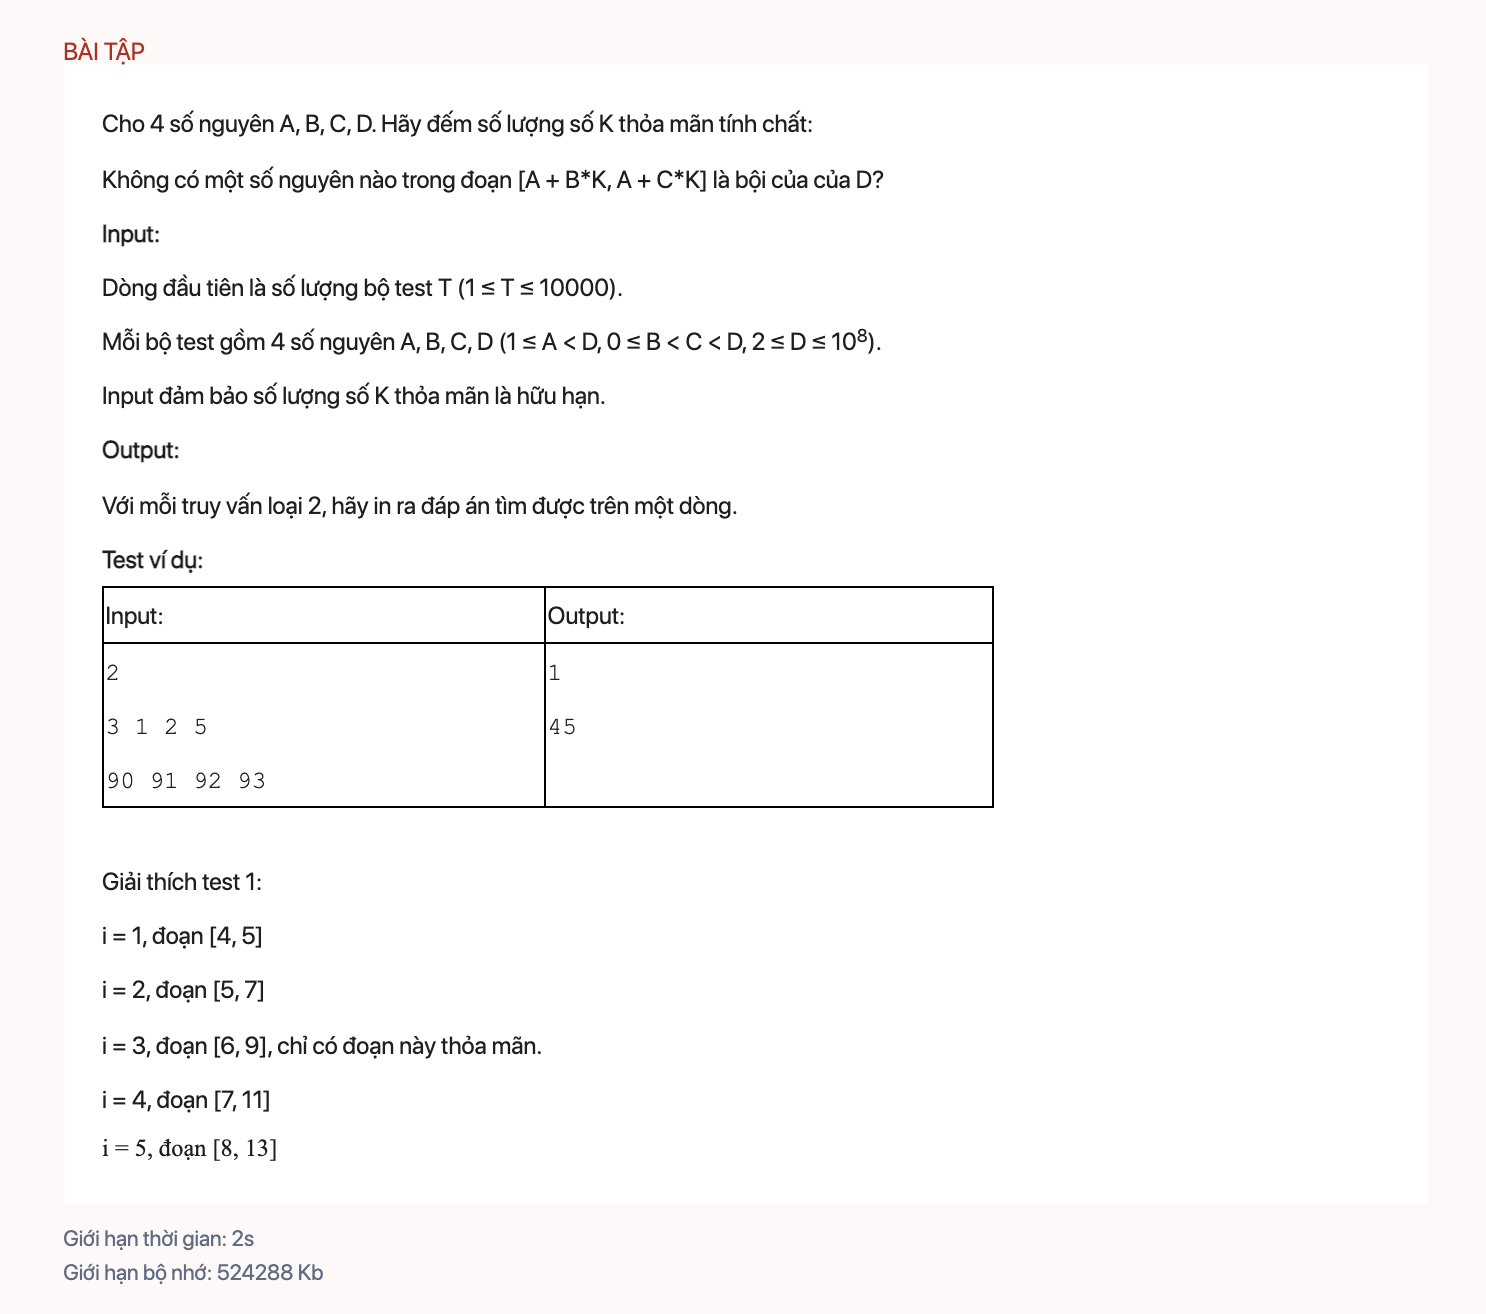 BÀI TẬP
Cho 4 số nguyên A, B, C, D. Hãy đếm số lượng số K thỏa mãn tính chất:
Không có một số nguyên nào trong đoạn [A + B*K, A + C*K] là bội của của D?
Input:
Dòng đầu tiên là số lượng bộ test T (1 ≤ T ≤ 10000).
Mỗi bộ test gồm 4 số nguyên A, B, C, D (1 ≤ A < D, 0 ≤ B < C < D, 2 ≤ D ≤ 10⁸).
Input đảm bảo số lượng số K thỏa mãn là hữu hạn.
Output:
Với mỗi truy vấn loại 2, hãy in ra đáp án tìm được trên một dòng.
Test ví dụ:
Input: Output:
2 1
3 1 2 5 45
90 91 92 93
Giải thích test 1:
i = 1, đoạn [4, 5]
i = 2, đoạn [5, 7]
i = 3, đoạn [6, 9], chỉ có đoạn này thỏa mãn.
i = 4, đoạn [7, 11]
i = 5, đoạn [8, 13]
Giới hạn thời gian: 2s
Giới hạn bộ nhớ: 524288 Kb